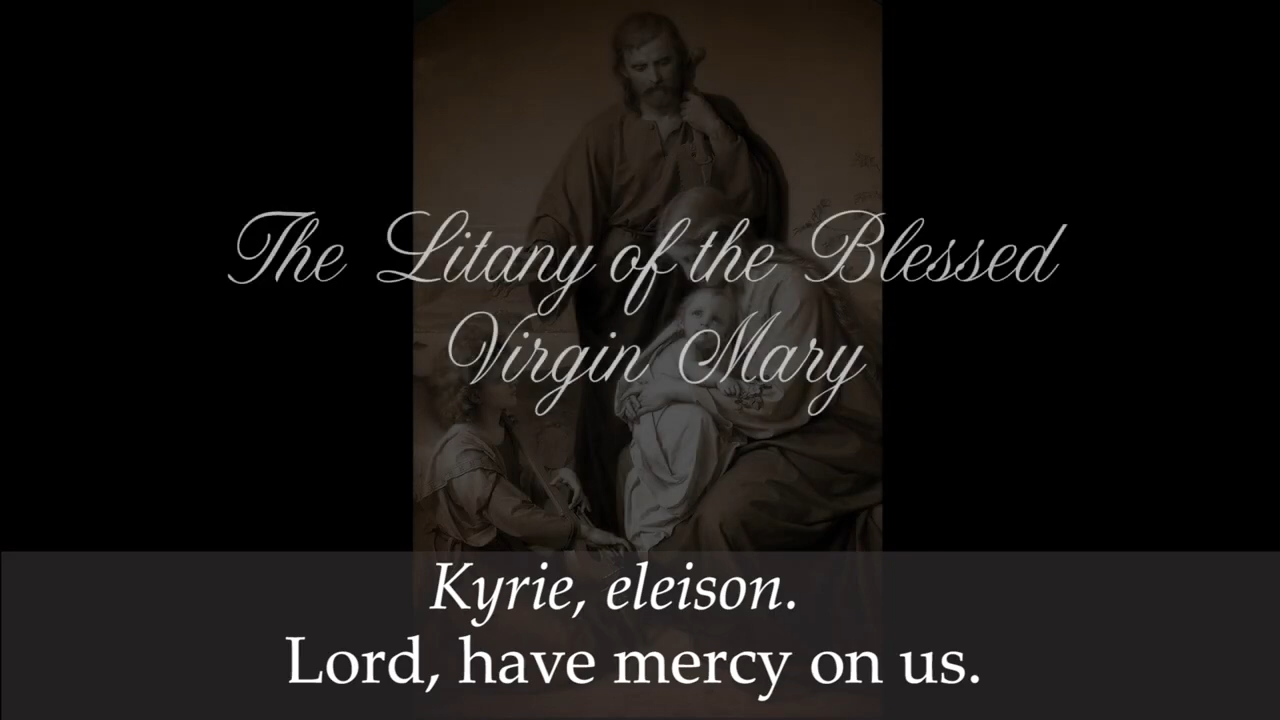 The Litany of the Blessed
Virgin Mary
Kyrie, eleison.
Lord, have mercy on us.